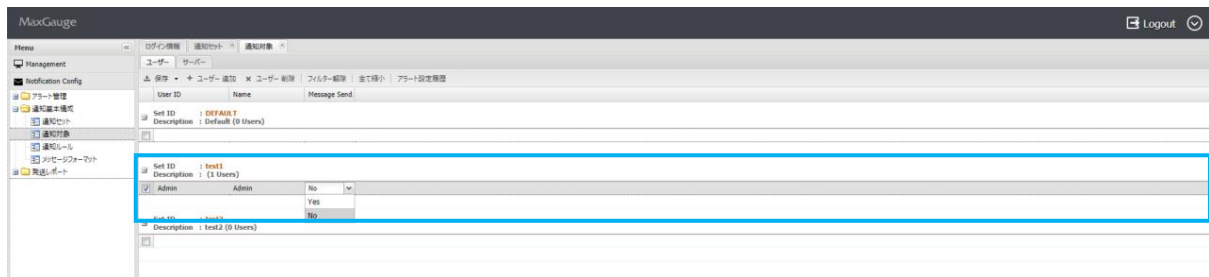 MaxGauge
Logout
Menu
ログイン情報 通知セット 通知対象
Management
ユーザー サーバー
Notification Config
保存 + ユーザー 追加 × ユーザー 削除 フィルター解除 全て縮小 アラート設定履歴
アラート管理
User ID Name Message Send.
通知基本構成
通知セット
Set ID : DEFAULT
Description : Default (0 Users)
通知対象
通知ルール
メッセージフォーマット
発送レポート
Set ID : test1
Description : (1 Users)
Admin Admin No
Yes
No
Set ID : test2
Description : test2 (0 Users)